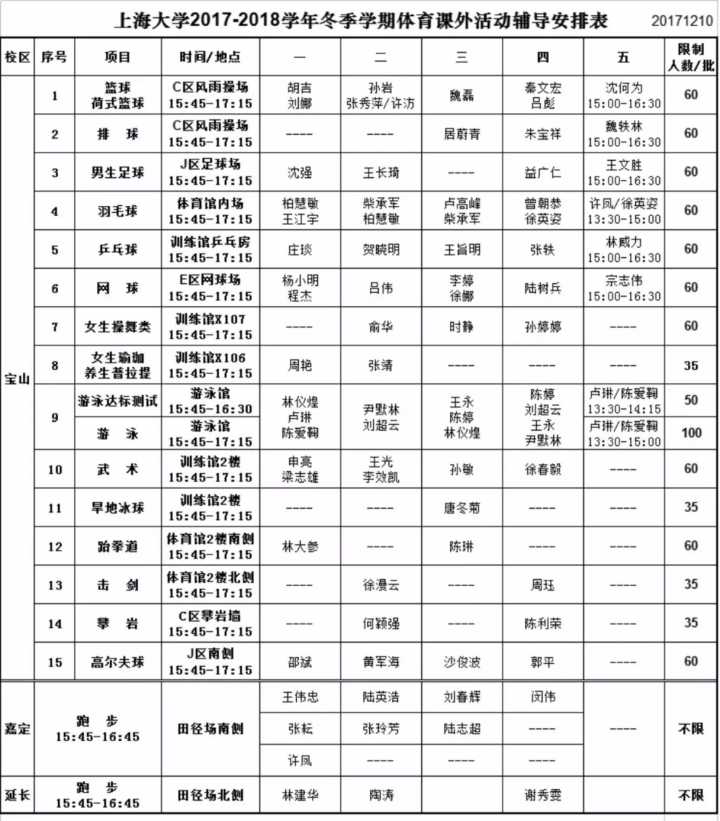 上海大学2017-2018学年冬季学期体育课外活动辅导安排表 20171210
校区 序号 项目 时间/地点 一 二 三 四 五 限制人数/批
宝山
1 篮球 荷式篮球 C区风雨操场 15:45-17:15 胡吉 刘娜 孙岩 张秀萍/许汸 魏磊 秦文宏 吕彪 沈何为 15:00-16:30 60
2 排 球 C区风雨操场 15:45-17:15 ---- ---- 居蔚青 朱宝祥 魏轶林 15:00-16:30 60
3 男生足球 J区足球场 15:45-17:15 沈强 王长琦 ---- 益广仁 王文胜 15:00-16:30 60
4 羽毛球 体育馆内场 15:45-17:15 柏慧敏 王江宇 柴承军 柏慧敏 卢高峰 柴承军 曾朝恭 徐英姿 许凤/徐英姿 13:30-15:00 60
5 乒乓球 训练馆乒乓房 15:45-17:15 庄琰 贺晓明 王旨明 张轶 林威力 15:00-16:30 60
6 网 球 E区网球场 15:45-17:15 杨小明 程杰 吕伟 李婷 徐娜 陆树兵 宗志伟 15:00-16:30 60
7 女生操舞类 训练馆X107 15:45-17:15 ---- 俞华 时静 孙婷婷 ---- 60
8 女生瑜珈 养生普拉提 训练馆X106 15:45-17:15 周艳 张靖 ---- ---- ---- 35
9 游泳达标测试 游泳馆 15:45-16:30 林仪煌 卢琳 陈爱鞠 尹默林 刘超云 王永 陈婷 林仪煌 陈婷 刘超云 王永 尹默林 卢琳/陈爱鞠 13:30-14:15 50
游 泳 游泳馆 15:45-17:15 卢琳/陈爱鞠 13:30-15:00 100
10 武 术 训练馆2楼 15:45-17:15 申亮 梁志雄 王光 李效凯 孙敏 徐春毅 ---- 60
11 旱地冰球 训练馆2楼 15:45-17:15 ---- ---- 唐冬菊 ---- ---- 35
12 跆拳道 体育馆2楼南侧 15:45-17:15 林大参 ---- 陈琳 ---- ---- 60
13 击 剑 体育馆2楼北侧 15:45-17:15 ---- 徐漫云 ---- 周珏 ---- 35
14 攀 岩 C区攀岩墙 15:45-17:15 ---- 何颖强 ---- 陈利荣 ---- 35
15 高尔夫球 J区南侧 15:45-17:15 邵斌 黄军海 沙俊波 郭平 ---- 60
嘉定 跑 步 15:45-16:45 田径场南侧 王伟忠 陆英浩 刘春辉 闵伟 ---- 不限
张耘 张玲芳 陆志超 ----
许凤 ---- ---- ----
延长 跑 步 15:45-16:45 田径场北侧 林建华 陶涛 谢秀雯 不限